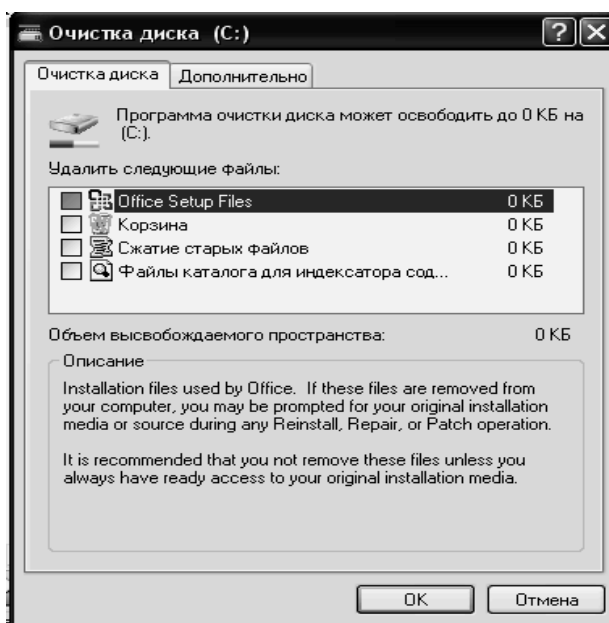 Очистка диска (C:)
Очистка диска Дополнительно
Программа очистки диска может освободить до 0 КБ на
(C:).
Удалить следующие файлы:
Office Setup Files 0 КБ
Корзина 0 КБ
Сжатие старых файлов 0 КБ
Файлы каталога для индексатора сод... 0 КБ
Объем высвобождаемого пространства: 0 КБ
Описание
Installation files used by Office. If these files are removed from
your computer, you may be prompted for your original installation
media or source during any Reinstall, Repair, or Patch operation.
It is recommended that you not remove these files unless you
always have ready access to your original installation media.
OK Отмена